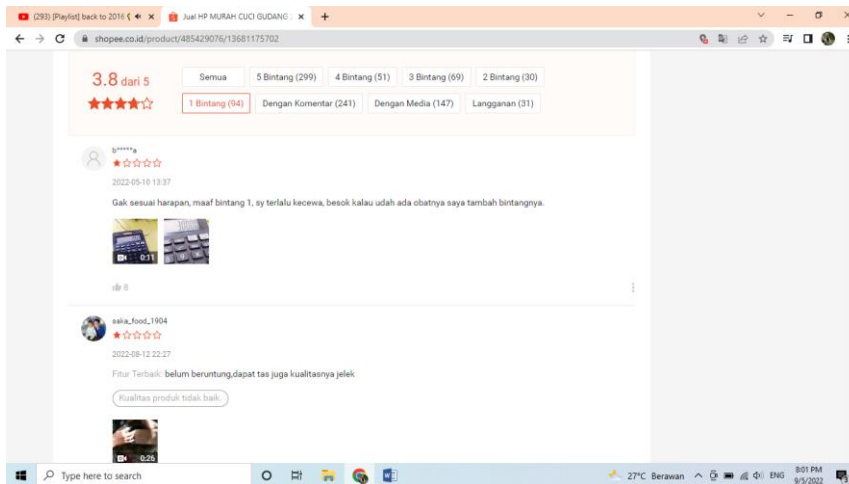 (293) [Playlist] back to 2016
Jual HP MURAH CUCI GUDANG
shopee.co.id/product/485429076/13681175702
3.8 dari 5
Semua
5 Bintang (299)
4 Bintang (51)
3 Bintang (69)
2 Bintang (30)
1 Bintang (94)
Dengan Komentar (241)
Dengan Media (147)
Langganan (31)
b*****a
2022-05-10 13:37
Gak sesuai harapan, maaf bintang 1, sy terlalu kecewa, besok kalau udah ada obatnya saya tambah bintangnya.
0:11
8
saka_food_1904
2022-08-12 22:27
Fitur Terbaik: belum beruntung,dapat tas juga kualitasnya jelek
Kualitas produk tidak baik.
0:26
Type here to search
27°C Berawan
ENG
8:01 PM
9/5/2022